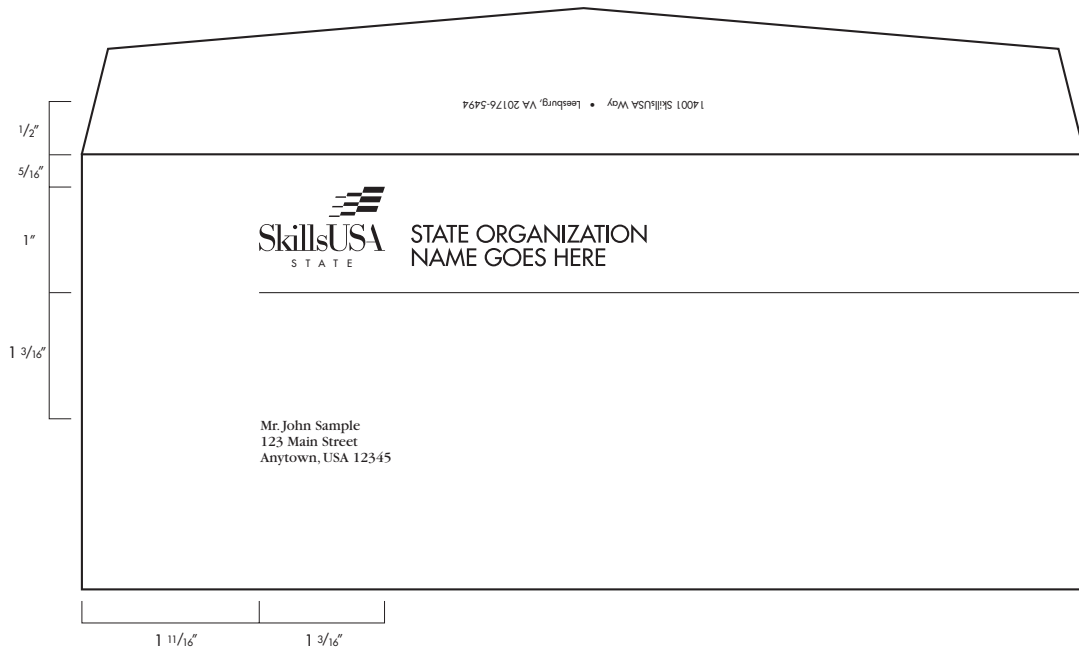 14001 SkillsUSA Way • Leesburg, VA 20176-5494
1/2"
5/16"
1"
SkillsUSA
STATE
STATE ORGANIZATION
NAME GOES HERE
1 3/16"
Mr. John Sample
123 Main Street
Anytown, USA 12345
1 11/16" 1 3/16"